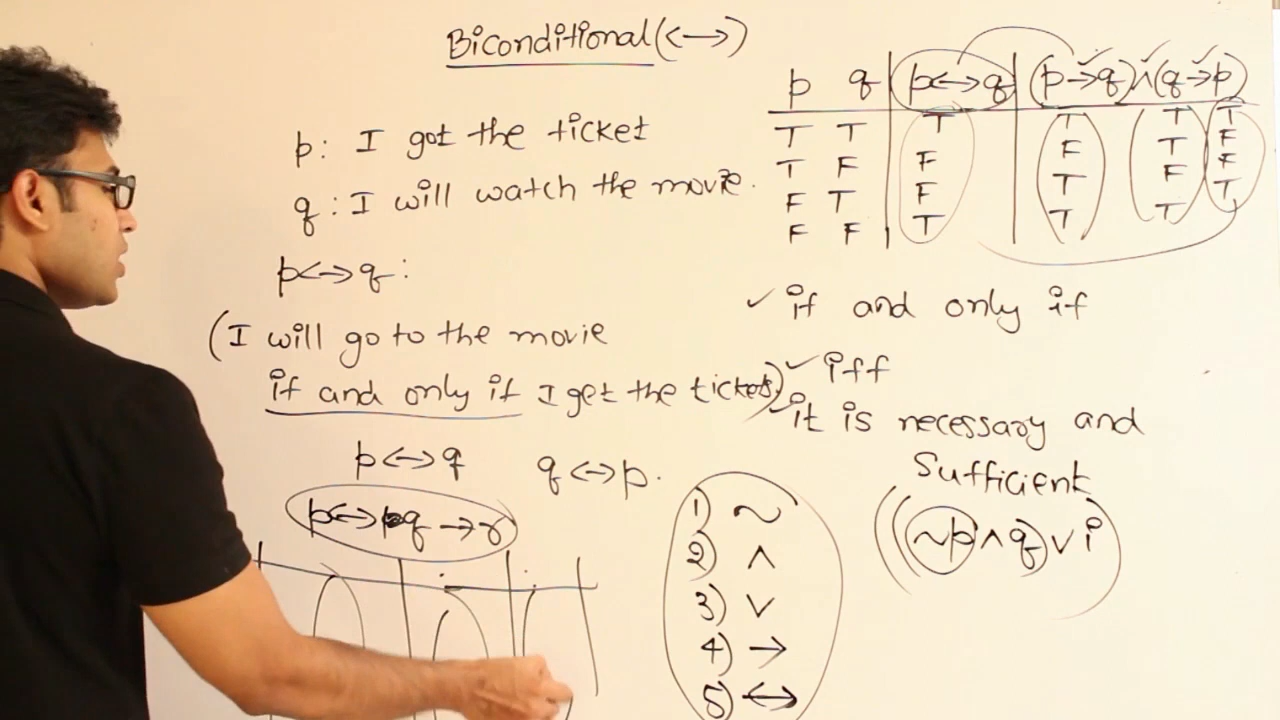 Biconditional (↔)
p: I got the ticket
q: I will watch the movie.
p↔q:
(I will go to the movie
if and only if I get the tickets)
p↔q q↔p.
p↔q→r
p q p↔q (p→q)∧(q→p)
T T T T T T
T F F F T F
F T F T F F
F F T T T T
✓ if and only if
✓ iff
✓ it is necessary and
Sufficient
(((~p∧q)∨i)
1) ~
2) ∧
3) ∨
4) →
5) ↔